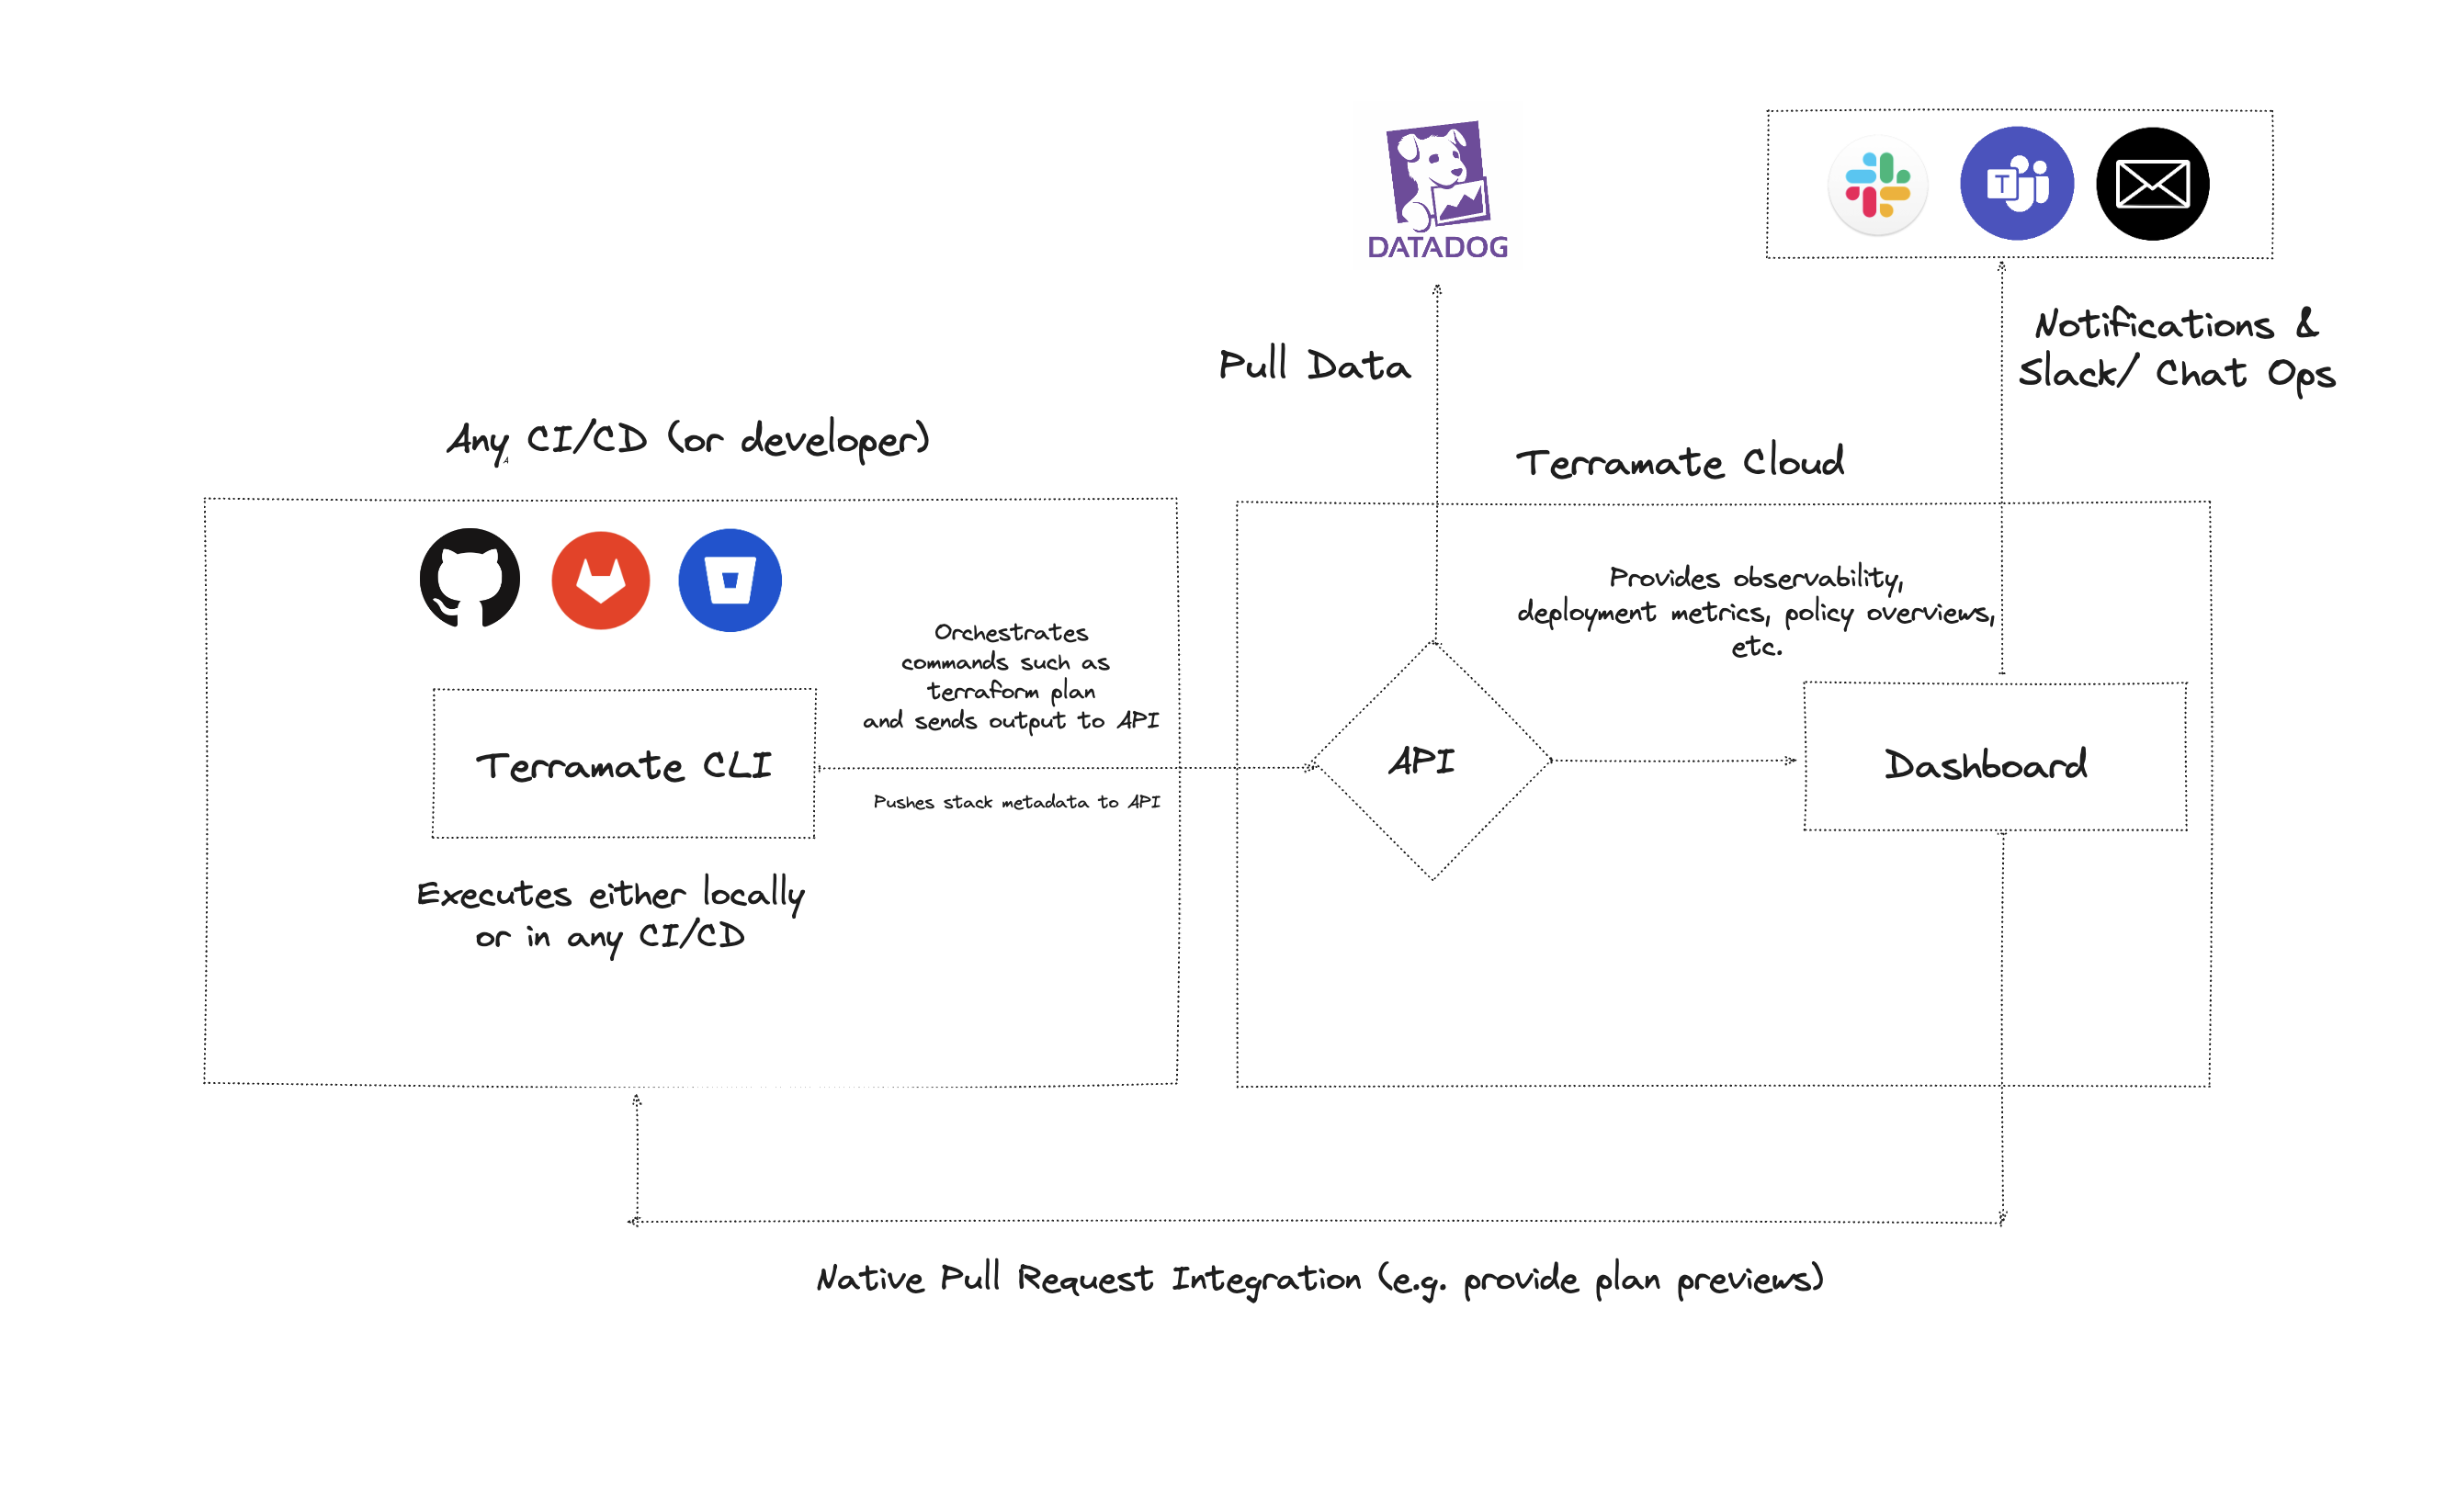 DATADOG
T
Notifications &
Slack/ Chat Ops
Pull Data
Any CI/CD (or developer)
A
Terramate Cloud
Provides observability,
deployment metrics, policy overviews,
etc.
Orchestrates
commands such as
terraform plan
and sends output to API
Terramate CLI
API
Dashboard
Pushes stack metadata to API
Executes either locally
or in any CI/CD
Native Pull Request Integration (e.g. provide plan previews)